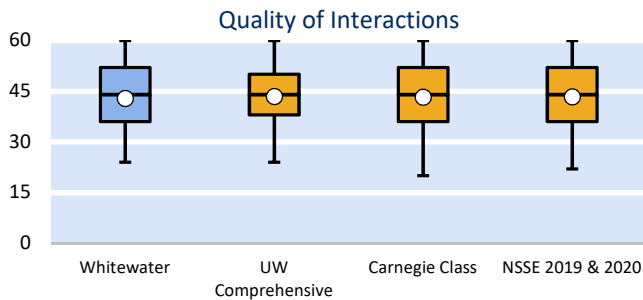 Quality of Interactions
60
45
30
15
0
Whitewater
UW
Comprehensive
Carnegie Class
NSSE 2019 & 2020